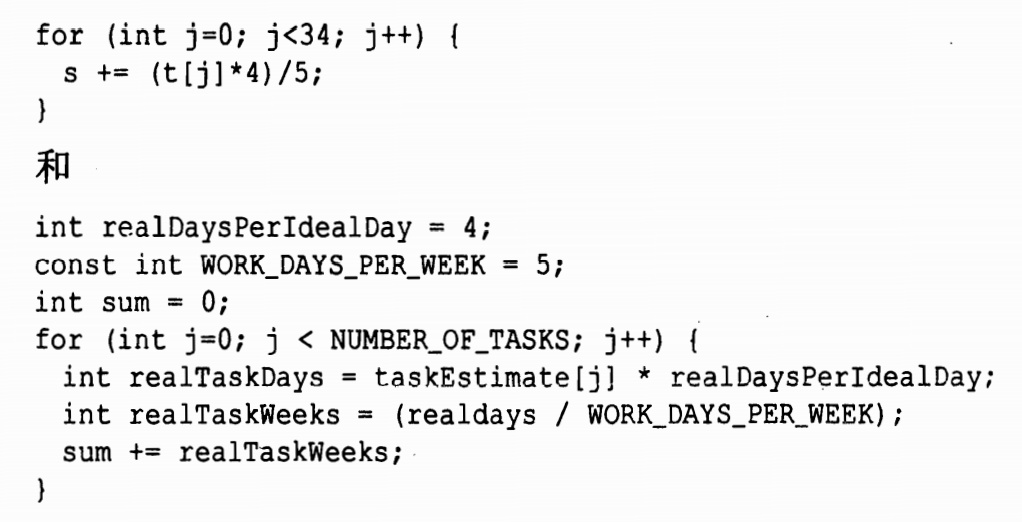 for (int j=0; j<34; j++) {
  s += (t[j]*4)/5;
}
和
int realDaysPerIdealDay = 4;
const int WORK_DAYS_PER_WEEK = 5;
int sum = 0;
for (int j=0; j < NUMBER_OF_TASKS; j++) {
  int realTaskDays = taskEstimate[j] * realDaysPerIdealDay;
  int realTaskWeeks = (realdays / WORK_DAYS_PER_WEEK);
  sum += realTaskWeeks;
}